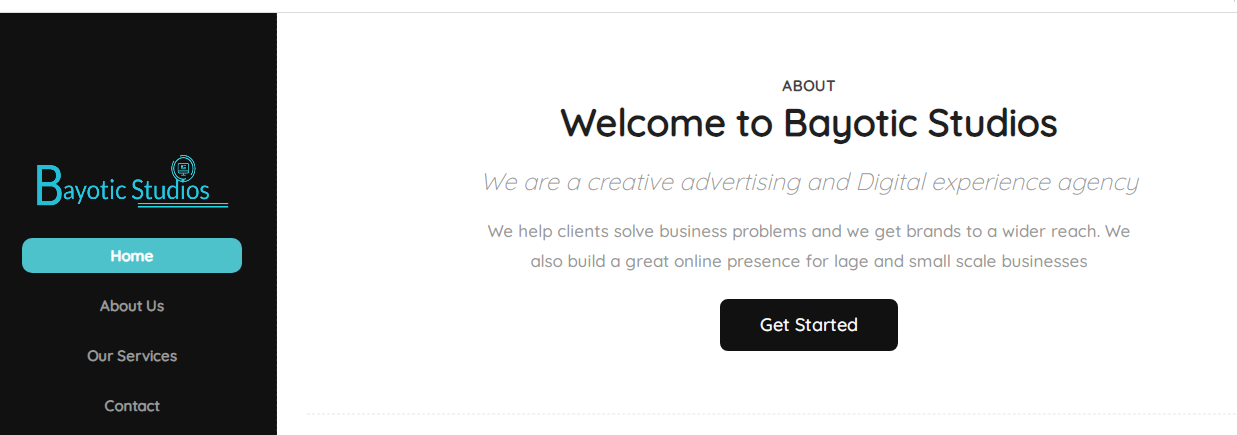 Bayotic Studios
Home
About Us
Our Services
Contact
ABOUT
Welcome to Bayotic Studios
We are a creative advertising and Digital experience agency
We help clients solve business problems and we get brands to a wider reach. We
also build a great online presence for lage and small scale businesses
Get Started